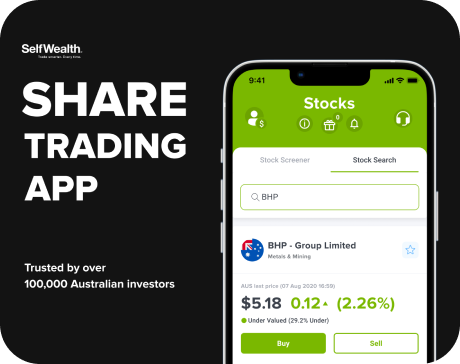 SelfWealth.
Trade smarter. Every time.
SHARE
TRADING
APP
Trusted by over
100,000 Australian investors
9:41
Stocks
$
0
Stock Screener
Stock Search
BHP
BHP - Group Limited
Metals & Mining
AUS last price (07 Aug 2020 16:59)
$5.18 0.12 (2.26%)
Under Valued (29.2% Under)
Buy
Sell